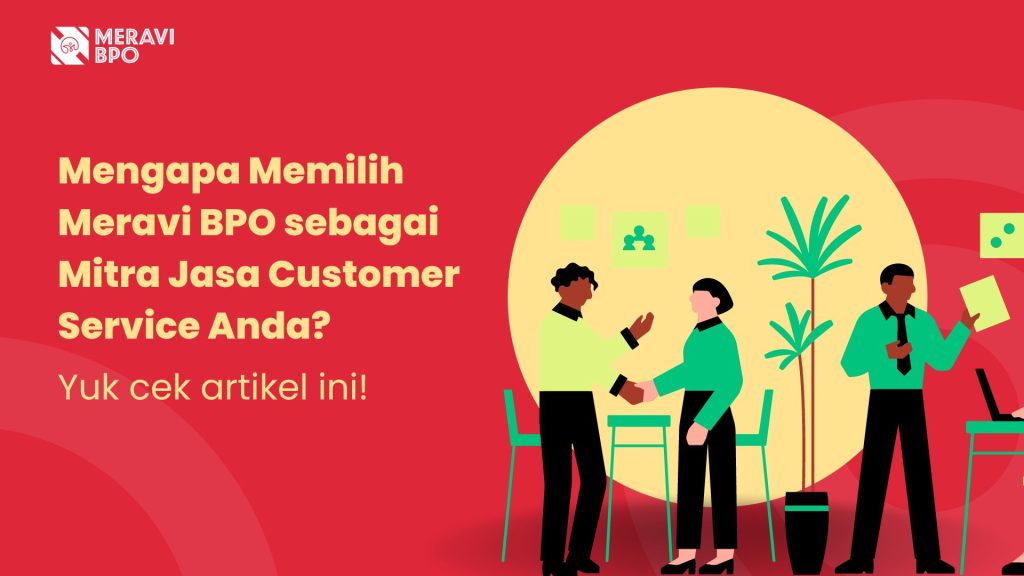 MERAVI
BPO
Mengapa Memilih
Meravi BPO sebagai
Mitra Jasa Customer
Service Anda?
Yuk cek artikel ini!